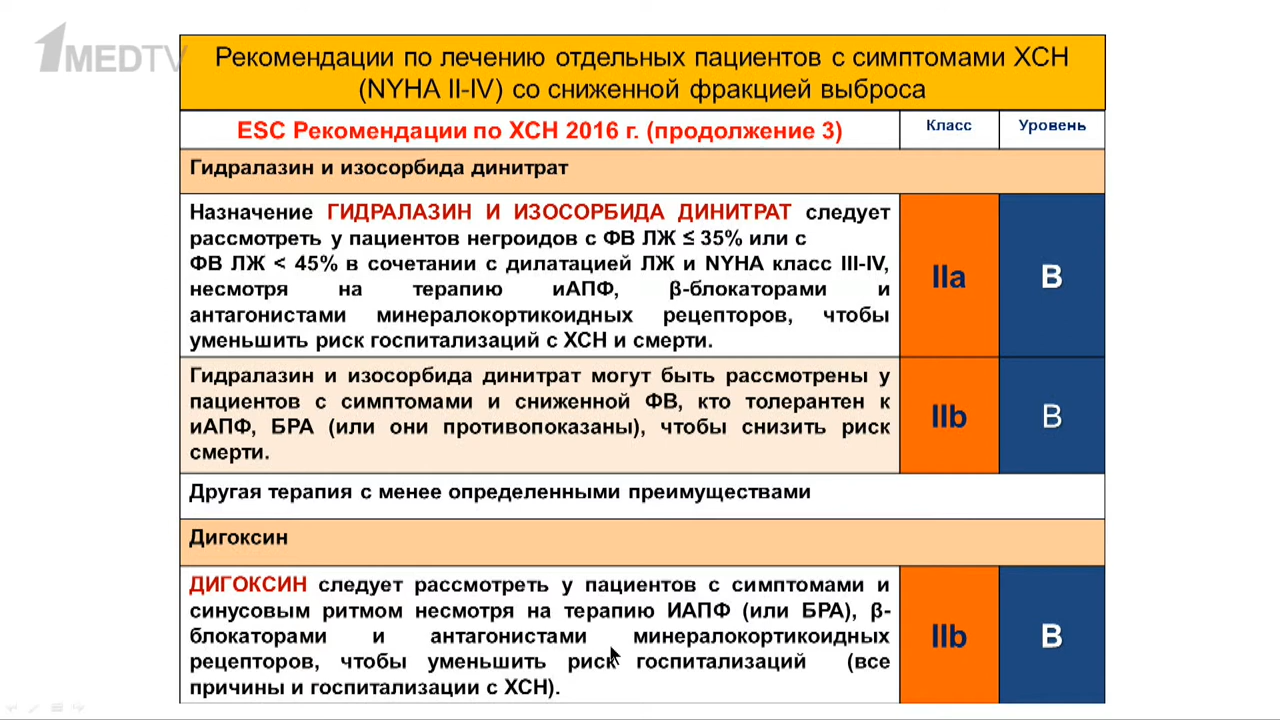 1MEDTV
Рекомендации по лечению отдельных пациентов с симптомами ХСН
(NYHA II-IV) со сниженной фракцией выброса
ESC Рекомендации по ХСН 2016 г. (продолжение 3)
Класс
Уровень
Гидралазин и изосорбида динитрат
Назначение ГИДРАЛАЗИН И ИЗОСОРБИДА ДИНИТРАТ следует
рассмотреть у пациентов негроидов с ФВ ЛЖ ≤ 35% или с
ФВ ЛЖ < 45% в сочетании с дилатацией ЛЖ и NYHA класс III-IV,
несмотря на терапию иАПФ, β-блокаторами и
антагонистами минералокортикоидных рецепторов, чтобы
уменьшить риск госпитализаций с ХСН и смерти.
IIa
B
Гидралазин и изосорбида динитрат могут быть рассмотрены у
пациентов с симптомами и сниженной ФВ, кто толерантен к
иАПФ, БРА (или они противопоказаны), чтобы снизить риск
смерти.
IIb
B
Другая терапия с менее определенными преимуществами
Дигоксин
ДИГОКСИН следует рассмотреть у пациентов с симптомами и
синусовым ритмом несмотря на терапию ИАПФ (или БРА), β-
блокаторами и антагонистами минералокортикоидных
рецепторов, чтобы уменьшить риск госпитализаций (все
причины и госпитализации с ХСН).
IIb
B